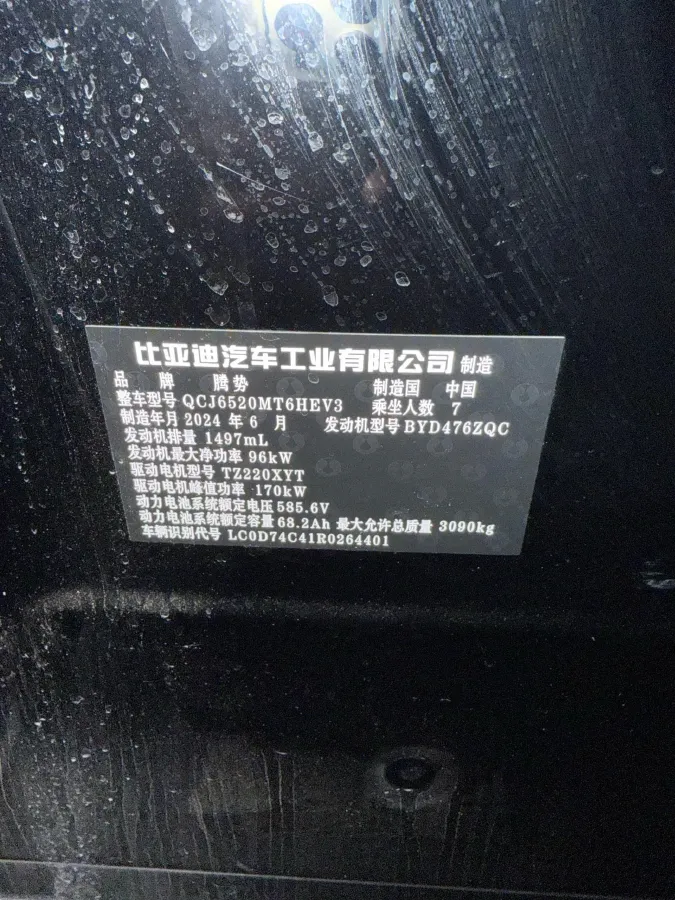 比亚迪汽车工业有限公司 制造
品 牌 腾势 制造国 中国
整车型号 QCJ6520MT6HEV3 乘坐人数 7
制造年月 2024 年 6 月 发动机型号 BYD476ZQC
发动机排量 1497mL
发动机最大净功率 96kW
驱动电机型号 TZ220XYT
驱动电机峰值功率 170kW
动力电池系统额定电压 585.6V
动力电池系统额定容量 68.2Ah 最大允许总质量 3090kg
车辆识别代号 LC0D74C41R0264401